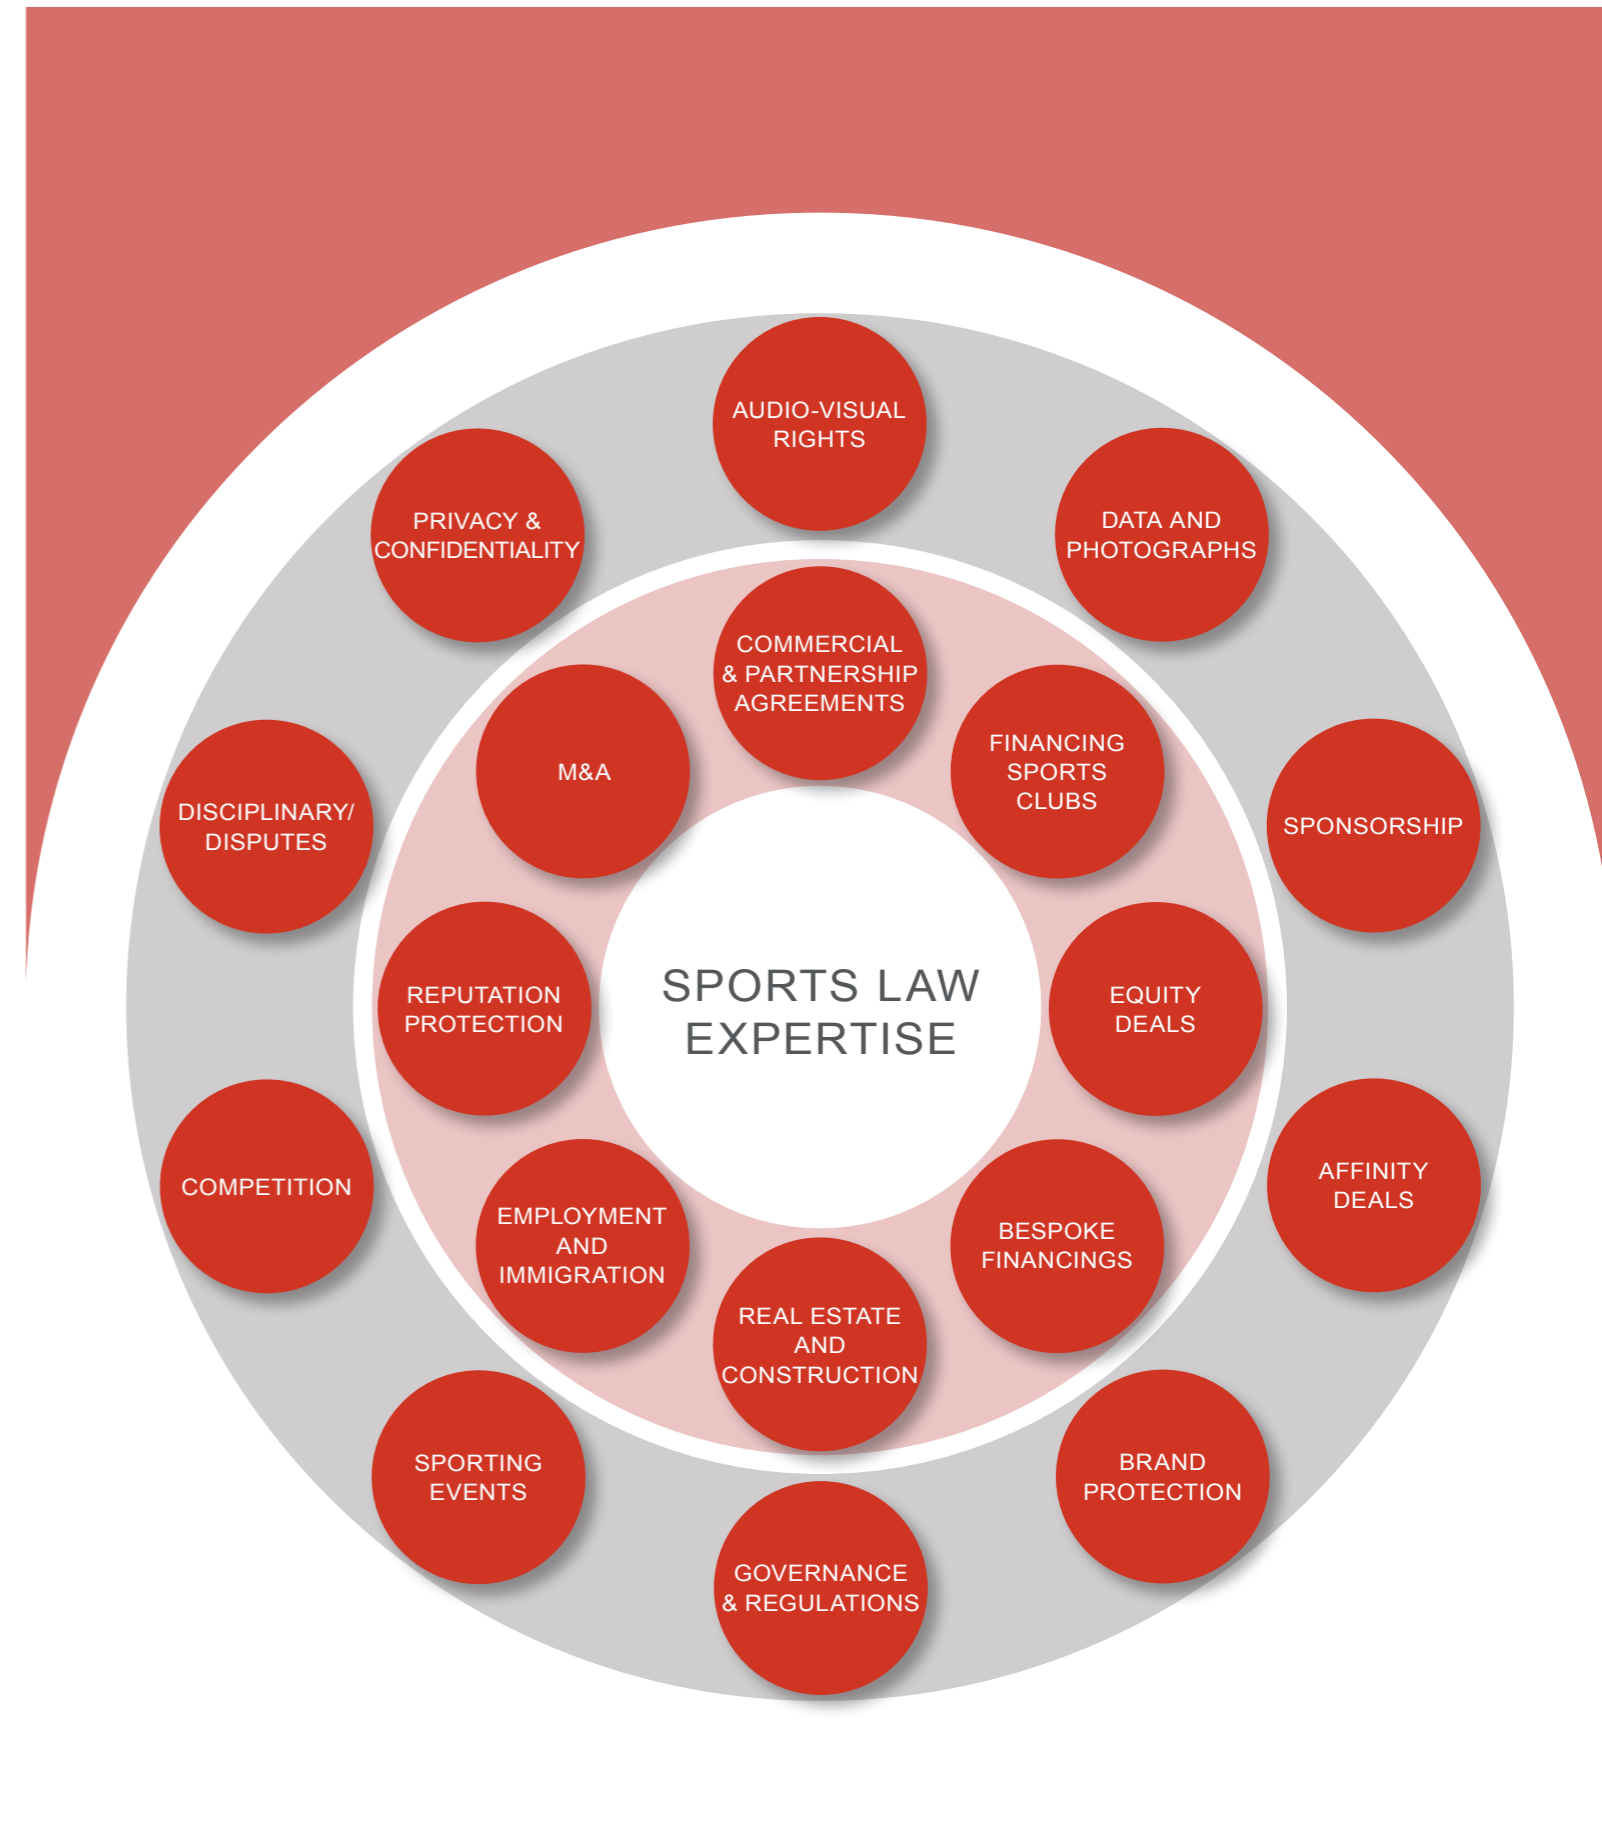 AUDIO-VISUAL
RIGHTS
DATA AND
PHOTOGRAPHS
SPONSORSHIP
AFFINITY
DEALS
BRAND
PROTECTION
GOVERNANCE
& REGULATIONS
SPORTING
EVENTS
COMPETITION
DISCIPLINARY/
DISPUTES
PRIVACY &
CONFIDENTIALITY
COMMERCIAL
& PARTNERSHIP
AGREEMENTS
FINANCING
SPORTS
CLUBS
EQUITY
DEALS
BESPOKE
FINANCINGS
REAL ESTATE
AND
CONSTRUCTION
EMPLOYMENT
AND
IMMIGRATION
REPUTATION
PROTECTION
M&A
SPORTS LAW
EXPERTISE